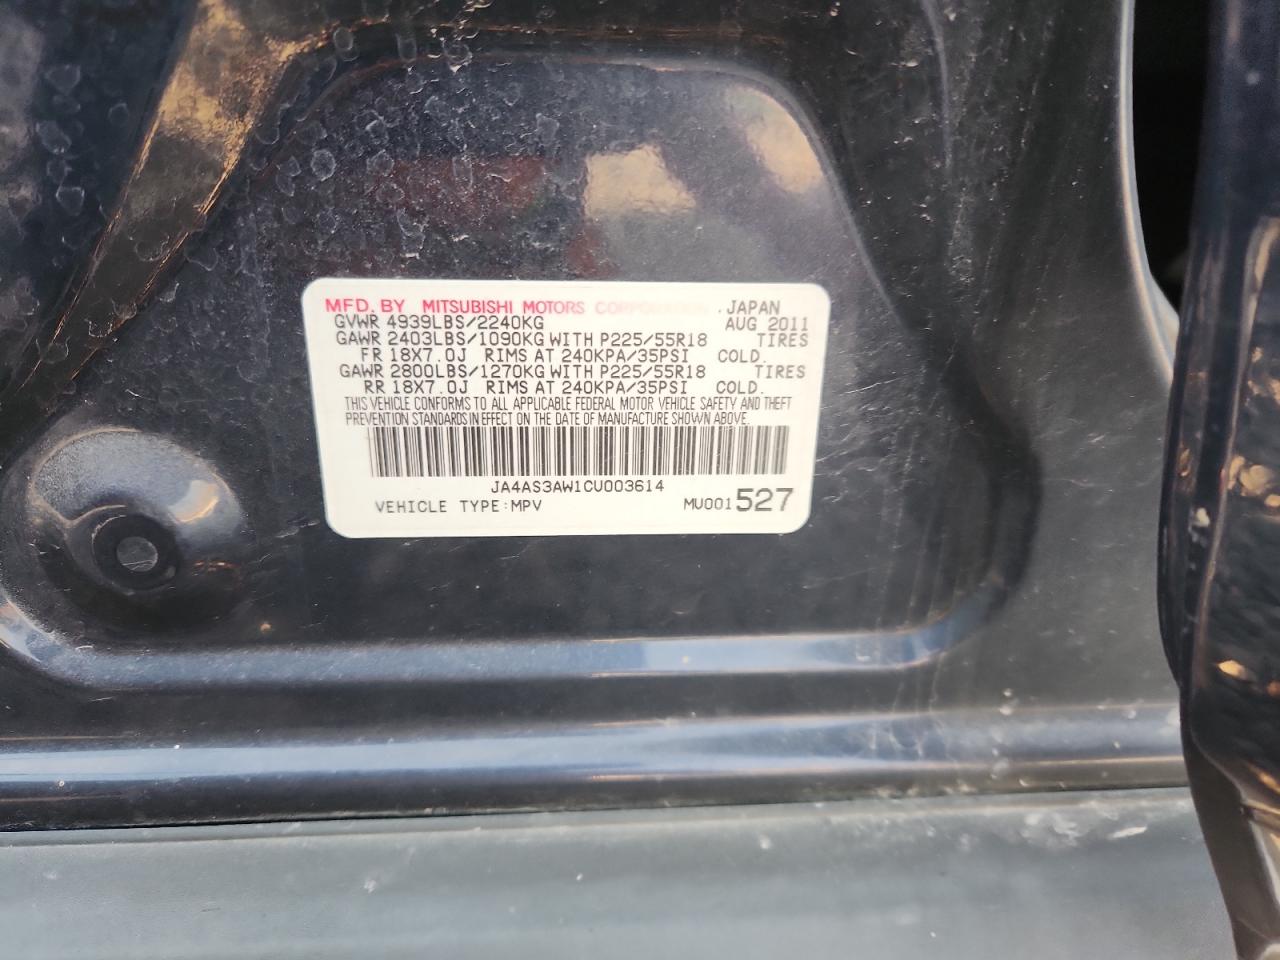 MFD. BY MITSUBISHI MOTORS CORPORATION . JAPAN
GVWR 4939LBS/2240KG AUG 2011
GAWR 2403LBS/1090KG WITH P225/55R18 TIRES
FR 18X7.0J RIMS AT 240KPA/35PSI COLD.
GAWR 2800LBS/1270KG WITH P225/55R18 TIRES
RR 18X7.0J RIMS AT 240KPA/35PSI COLD.
THIS VEHICLE CONFORMS TO ALL APPLICABLE FEDERAL MOTOR VEHICLE SAFETY AND THEFT
PREVENTION STANDARDS IN EFFECT ON THE DATE OF MANUFACTURE SHOWN ABOVE.
JA4AS3AW1CU003614
VEHICLE TYPE:MPV MU001527